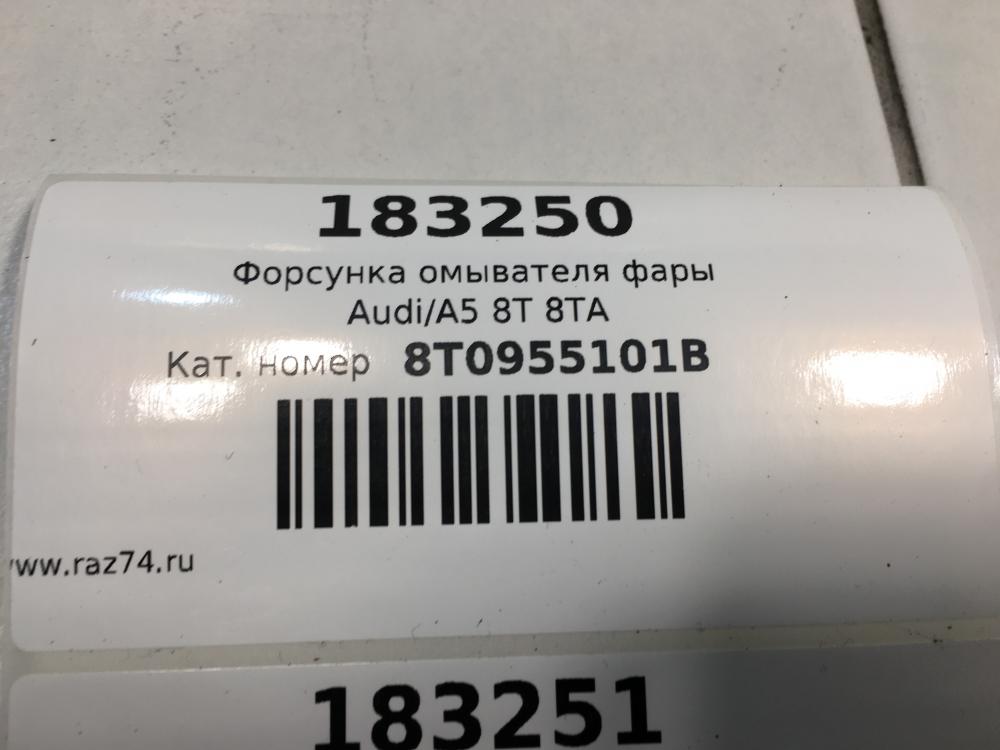 183250
Форсунка омывателя фары
Audi/A5 8T 8TA
Кат. номер 8T0955101B
www.raz74.ru
183251